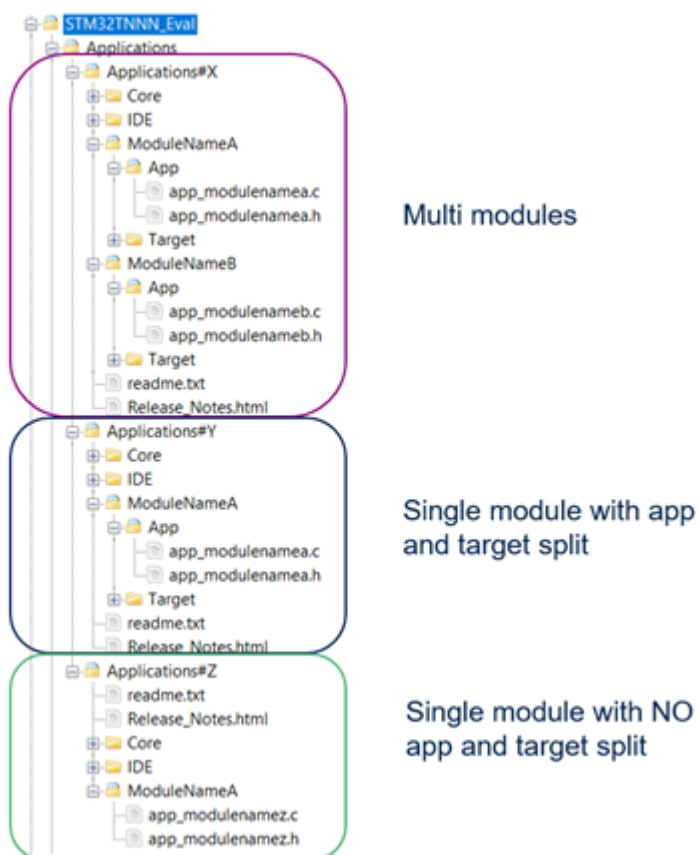 STM32TNNN_Eval
Applications
Applications#X
Core
IDE
ModuleNameA
App
app_modulenamea.c
app_modulenamea.h
Target
ModuleNameB
App
app_modulenameb.c
app_modulenameb.h
Target
readme.txt
Release_Notes.html
Multi modules
Applications#Y
Core
IDE
ModuleNameA
App
app_modulenamea.c
app_modulenamea.h
Target
readme.txt
Release_Notes.html
Single module with app
and target split
Applications#Z
readme.txt
Release_Notes.html
Core
IDE
ModuleNameA
app_modulenamez.c
app_modulenamez.h
Single module with NO
app and target split